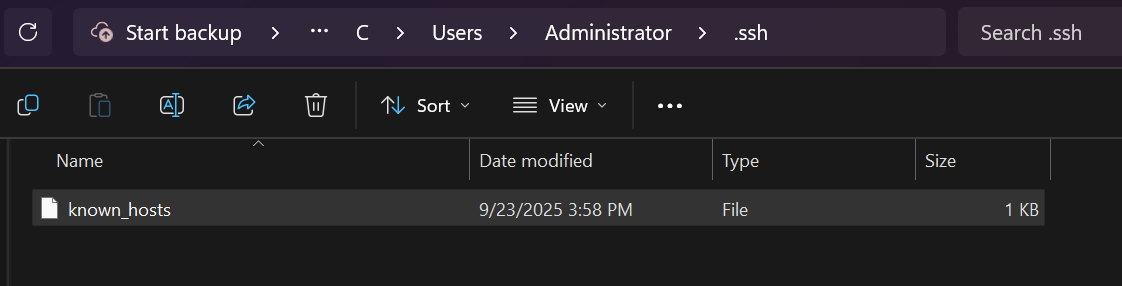 Start backup > ··· C > Users > Administrator > .ssh Search .ssh
Sort View ···
Name Date modified Type Size
known_hosts 9/23/2025 3:58 PM File 1 KB